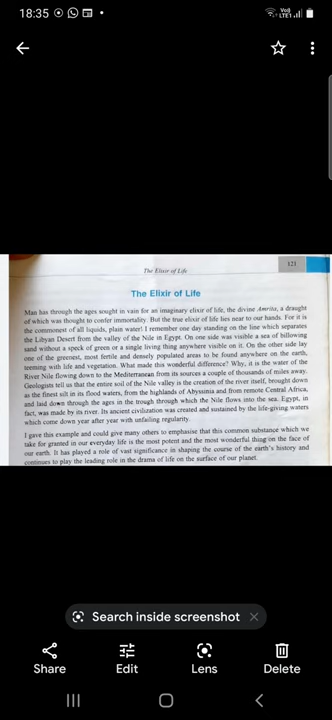 18:35
Vo))
LTE1
The Elixir of Life
121
The Elixir of Life
Man has through the ages sought in vain for an imaginary elixir of life, the divine Amrita, a draught
of which was thought to confer immortality. But the true elixir of life lies near to our hands. For it is
the commonest of all liquids, plain water! I remember one day standing on the line which separates
the Libyan Desert from the valley of the Nile in Egypt. On one side was visible a sea of billowing
sand without a speck of green or a single living thing anywhere visible on it. On the other side lay
one of the greenest, most fertile and densely populated areas to be found anywhere on the earth,
teeming with life and vegetation. What made this wonderful difference? Why, it is the water of the
River Nile flowing down to the Mediterranean from its sources a couple of thousands of miles away.
Geologists tell us that the entire soil of the Nile valley is the creation of the river itself, brought down
as the finest silt in its flood waters, from the highlands of Abyssinia and from remote Central Africa,
and laid down through the ages in the trough through which the Nile flows into the sea. Egypt, in
fact, was made by its river. Its ancient civilization was created and sustained by the life-giving waters
which come down year after year with unfailing regularity.
I gave this example and could give many others to emphasise that this common substance which we
take for granted in our everyday life is the most potent and the most wonderful thing on the face of
our earth. It has played a role of vast significance in shaping the course of the earth's history and
continues to play the leading role in the drama of life on the surface of our planet.
Search inside screenshot
Share
Edit
Lens
Delete